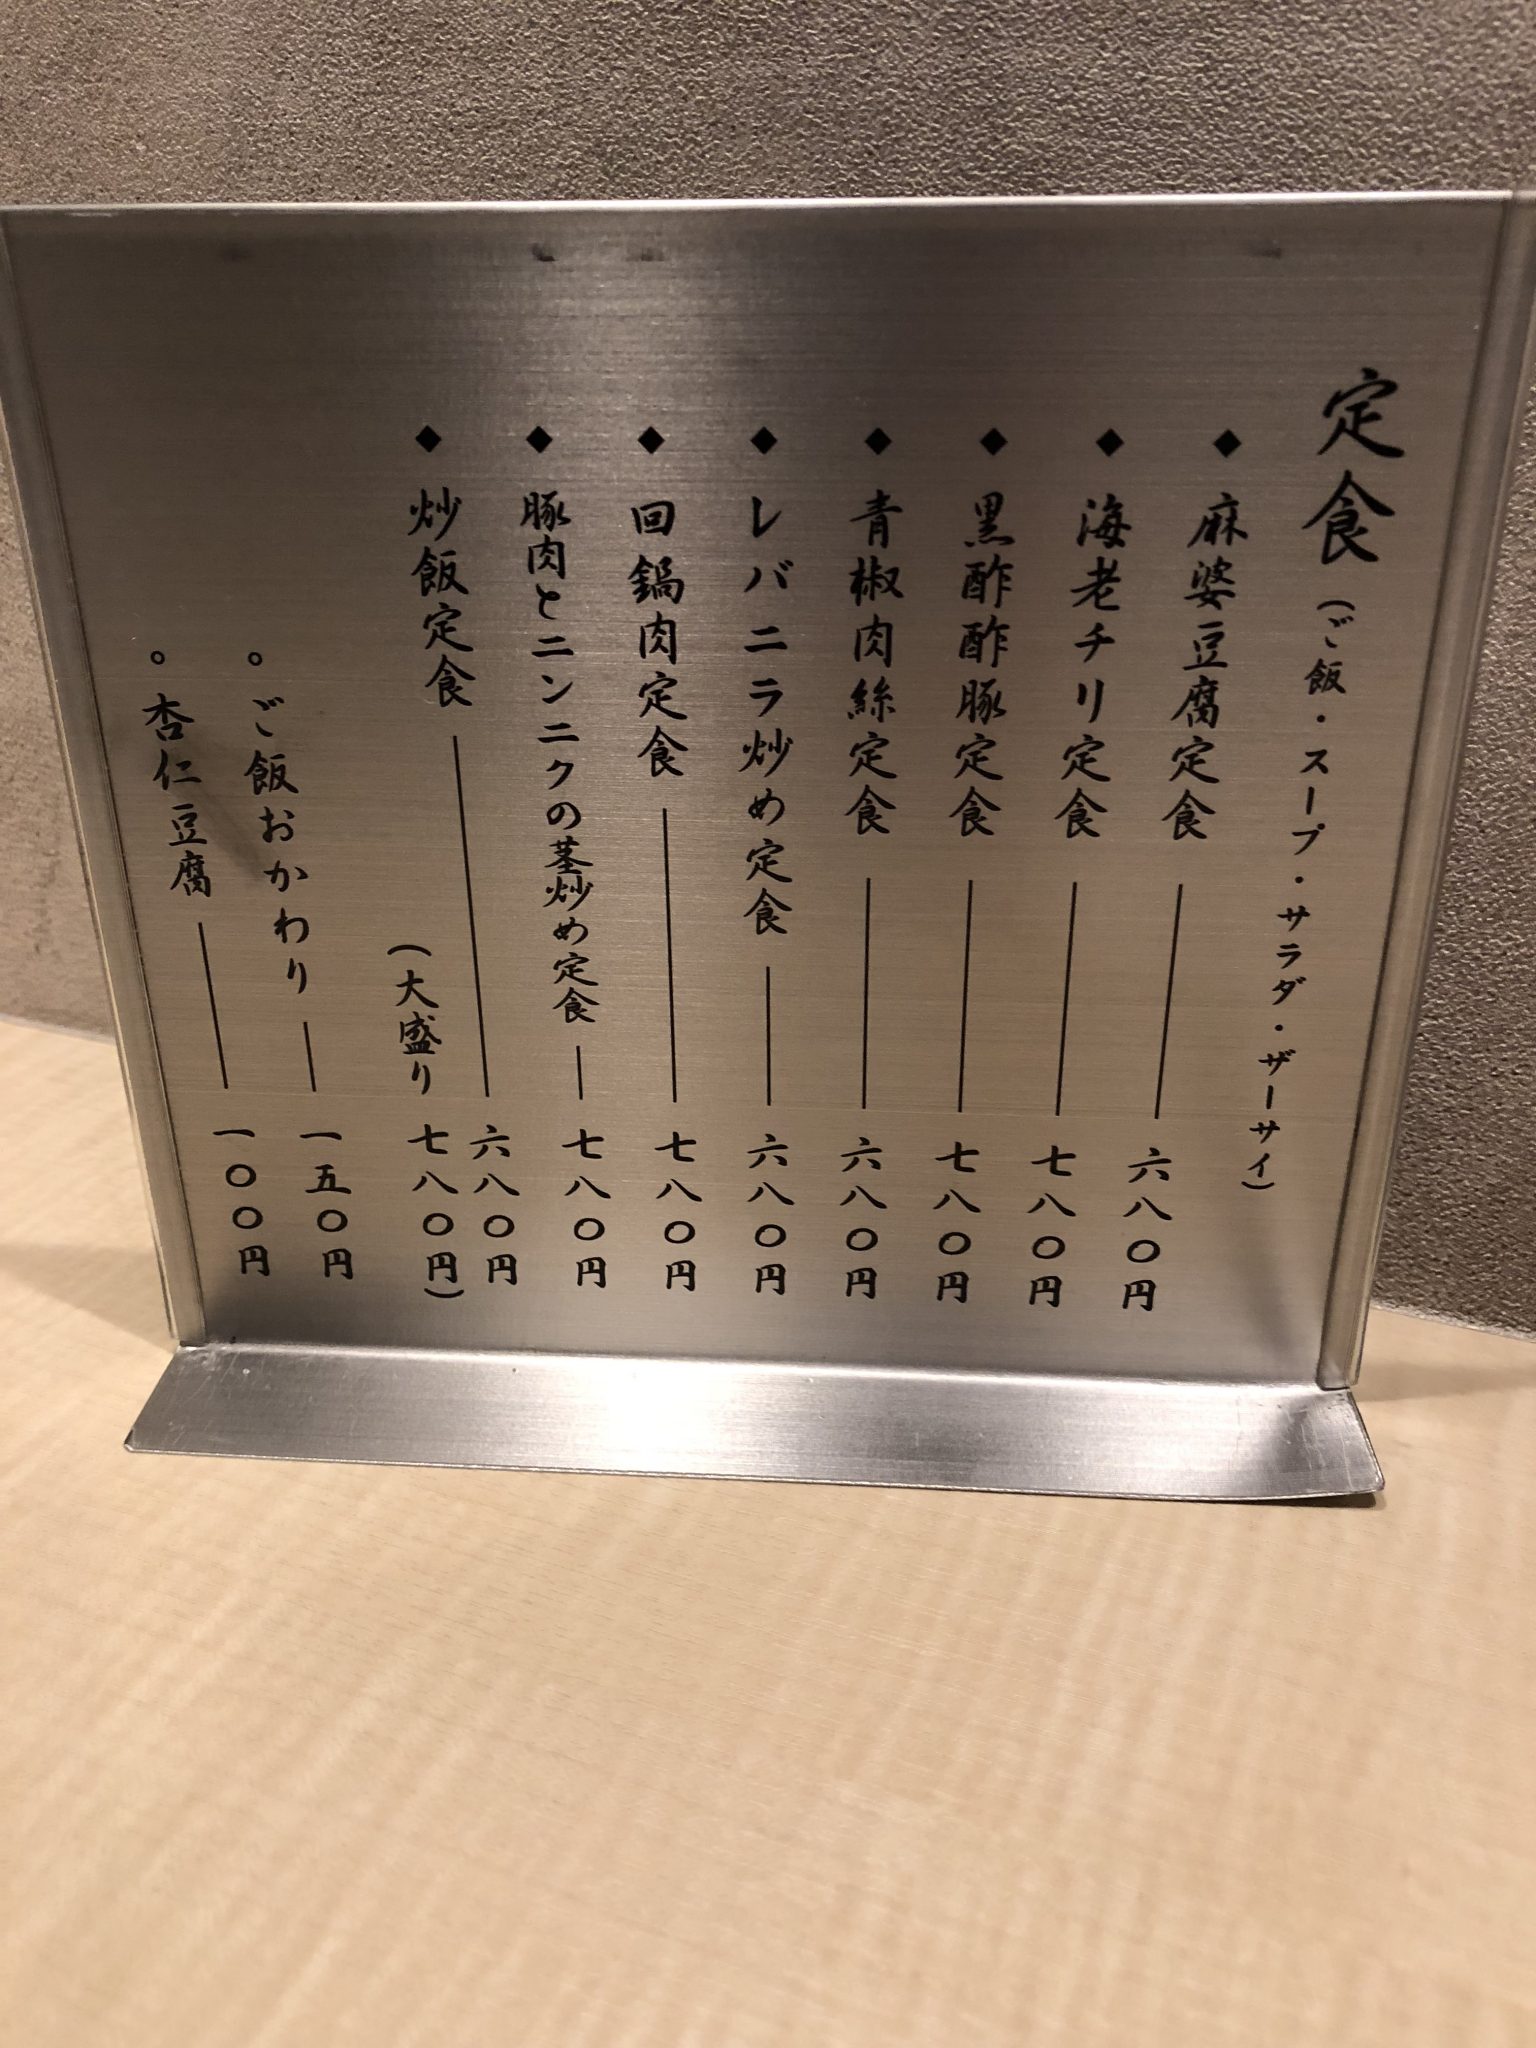 定食(ご飯・スープ・サラダ・ザーサイ)
◆ 麻婆豆腐定食 六八〇円
◆ 海老チリ定食 七八〇円
◆ 黒酢酢豚定食 七八〇円
◆ 青椒肉絲定食 六八〇円
◆ レバニラ炒め定食 六八〇円
◆ 回鍋肉定食 七八〇円
◆ 豚肉とニンニクの茎炒め定食 七八〇円
◆ 炒飯定食 六八〇円
(大盛り 七八〇円)
。ご飯おかわり 一五〇円
。杏仁豆腐 一〇〇円